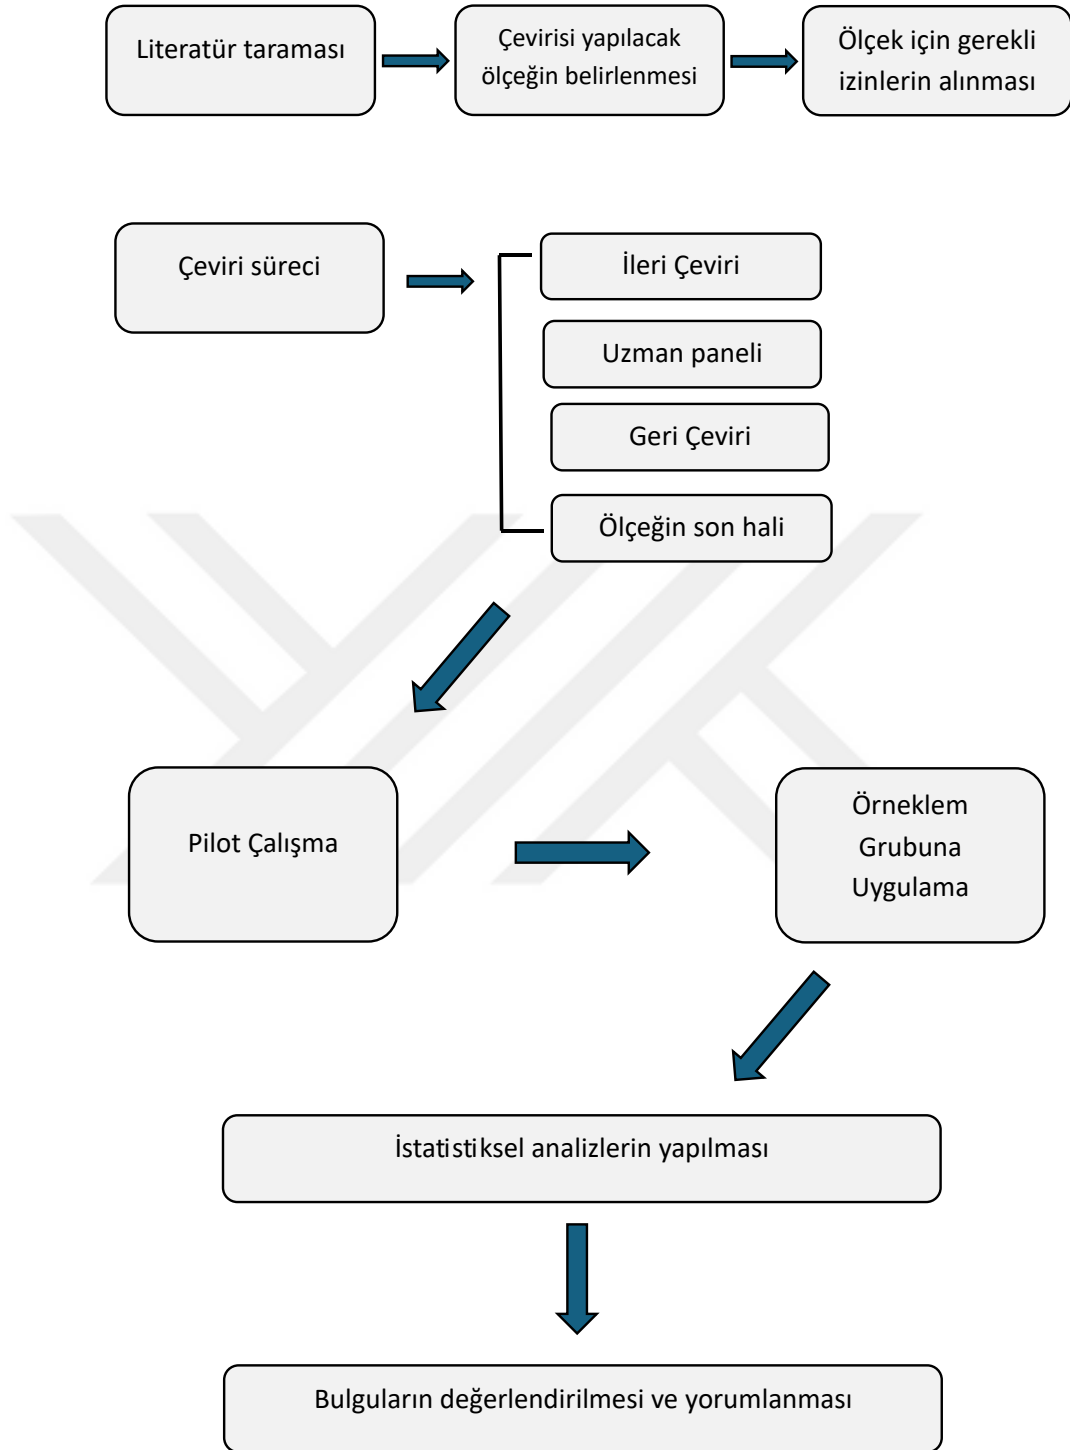 Literatür taraması
Çevirisi yapılacak
ölçeğin belirlenmesi
Ölçek için gerekli
izinlerin alınması
Çeviri süreci
İleri Çeviri
Uzman paneli
Geri Çeviri
Ölçeğin son hali
Pilot Çalışma
Örneklem
Grubuna
Uygulama
İstatistiksel analizlerin yapılması
Bulguların değerlendirilmesi ve yorumlanması